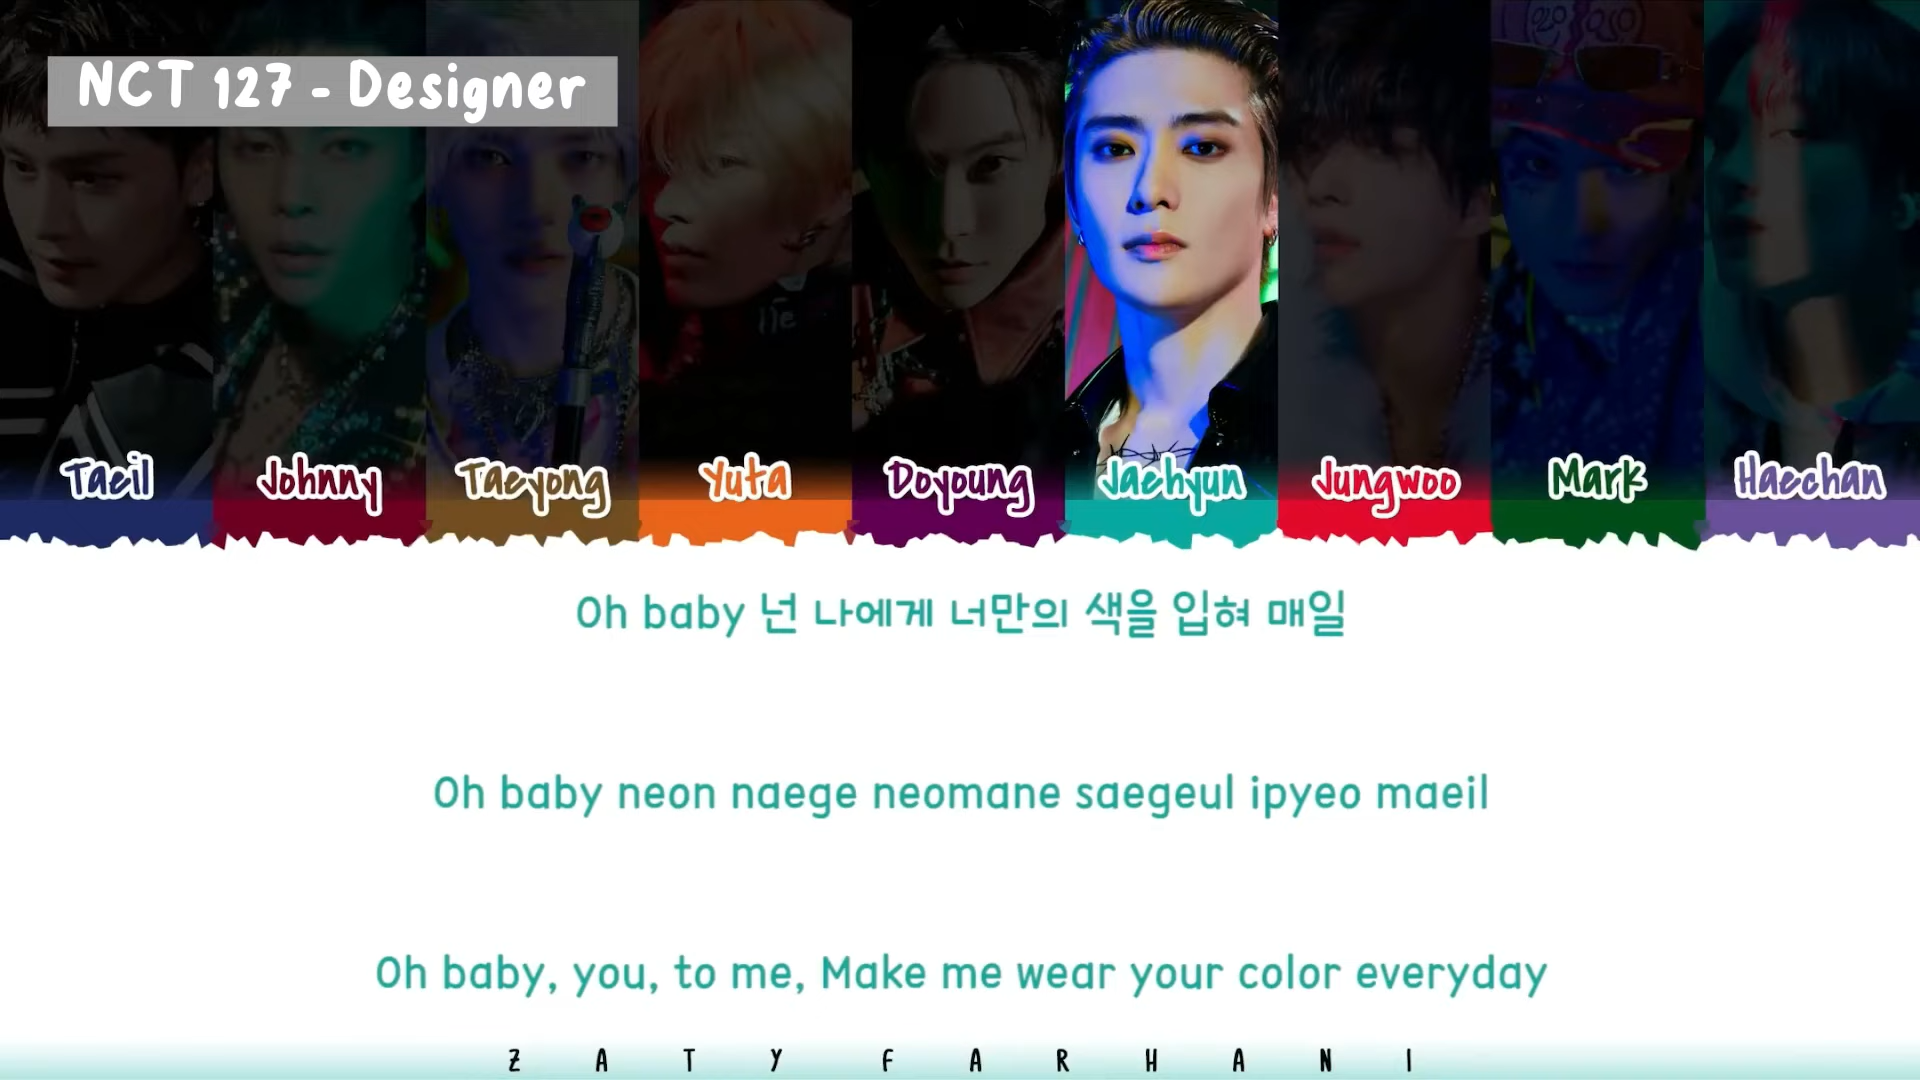 NCT 127 - Designer
Taeil Johnny Taeyong Yuta Doyoung Jaehyun Jungwoo Mark Haechan
Oh baby 넌 나에게 너만의 색을 입혀 매일
Oh baby neon naege neomane saegeul ipyeo maeil
Oh baby, you, to me, Make me wear your color everyday
ZATY FARHANI